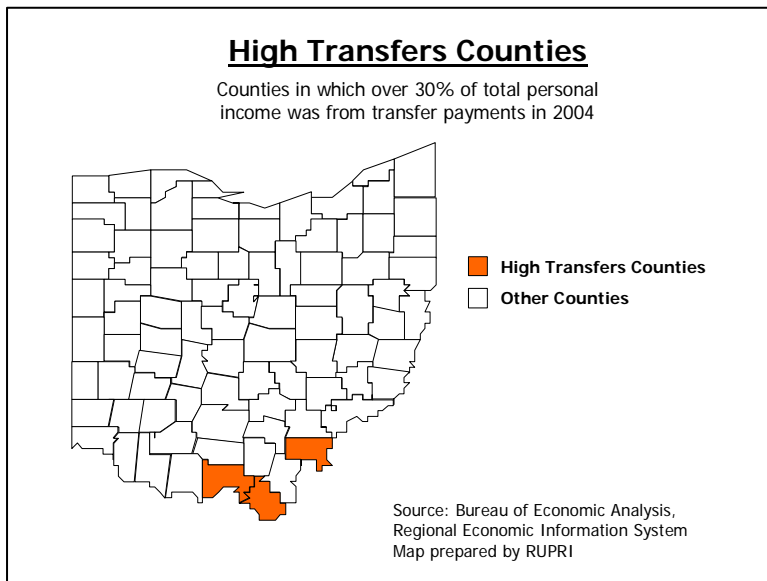 High Transfers Counties
Counties in which over 30% of total personal
income was from transfer payments in 2004
High Transfers Counties
Other Counties
Source: Bureau of Economic Analysis,
Regional Economic Information System
Map prepared by RUPRI